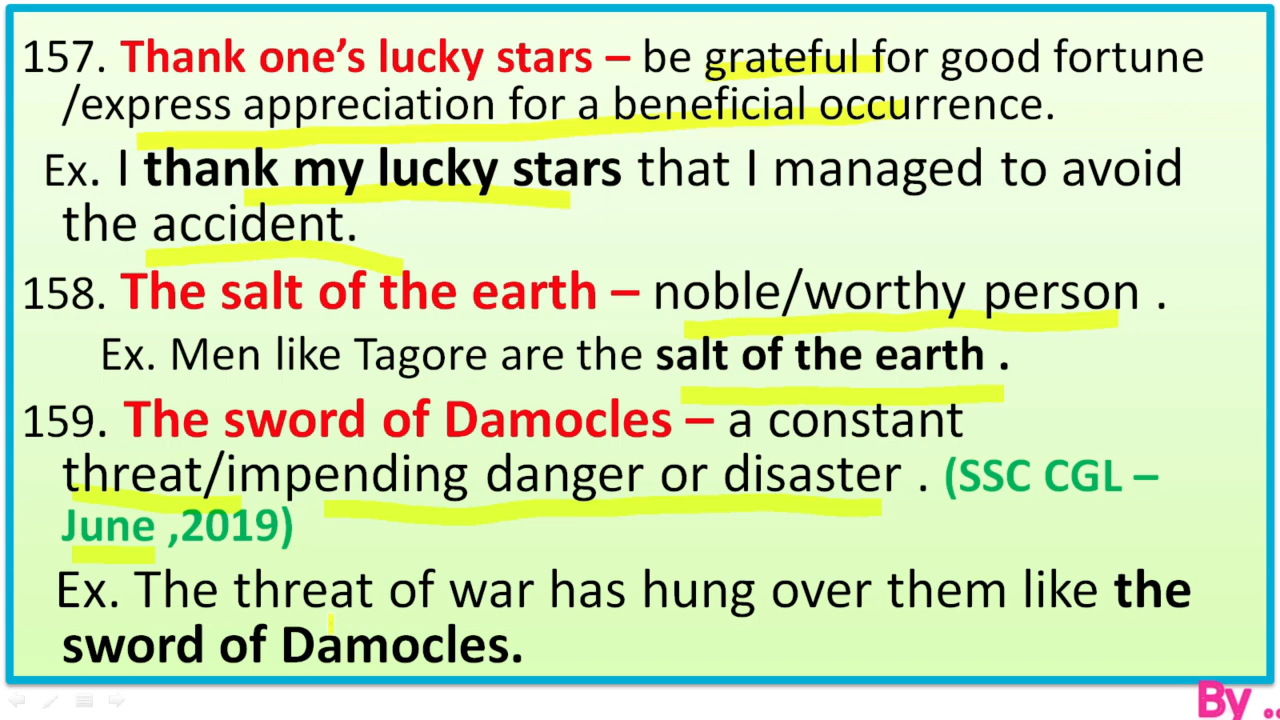 157. Thank one’s lucky stars – be grateful for good fortune
/express appreciation for a beneficial occurrence.
Ex. I thank my lucky stars that I managed to avoid
the accident.
158. The salt of the earth – noble/worthy person .
Ex. Men like Tagore are the salt of the earth .
159. The sword of Damocles – a constant
threat/impending danger or disaster . (SSC CGL –
June ,2019)
Ex. The threat of war has hung over them like the
sword of Damocles.
By ..